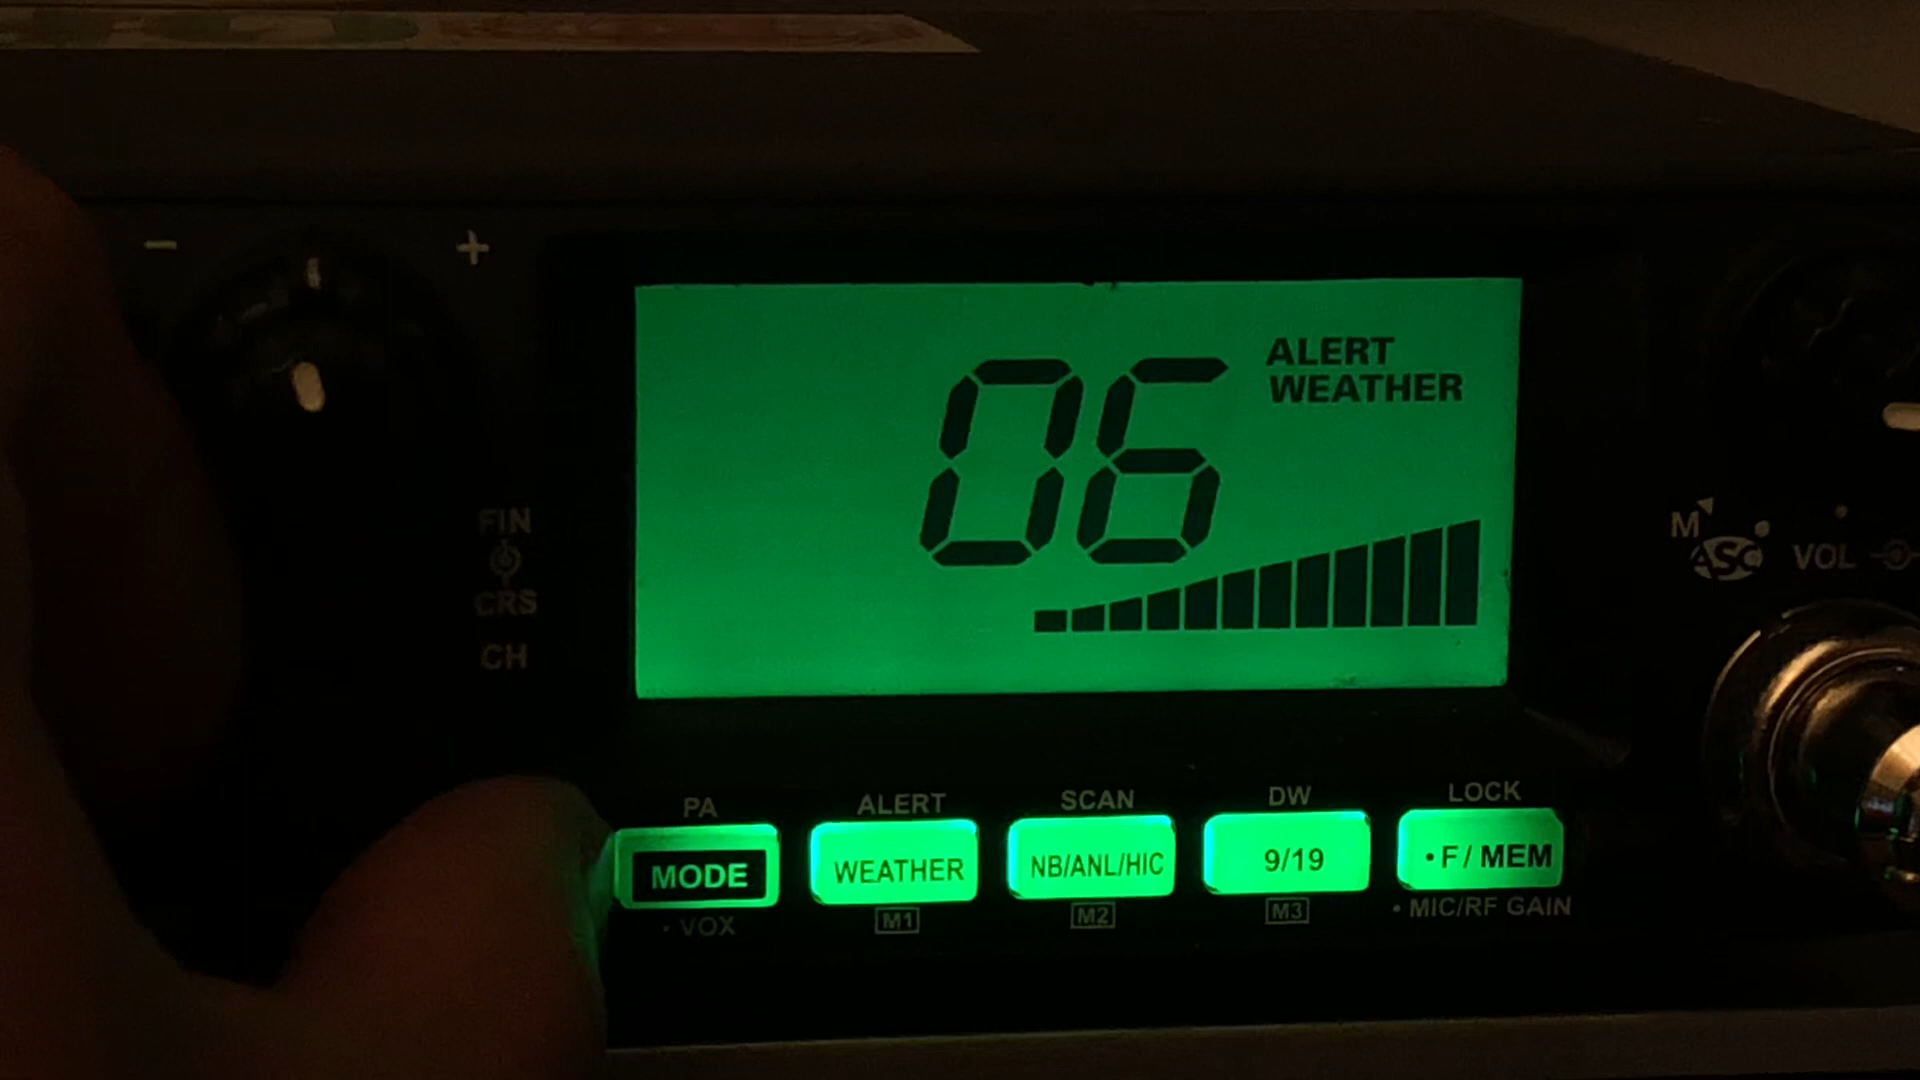 − +
06 ALERT
WEATHER
FIN
CRS
CH
M ASC VOL
PA ALERT SCAN DW LOCK
MODE WEATHER NB/ANL/HIC 9/19 • F/ MEM
• VOX M1 M2 M3 • MIC/RF GAIN